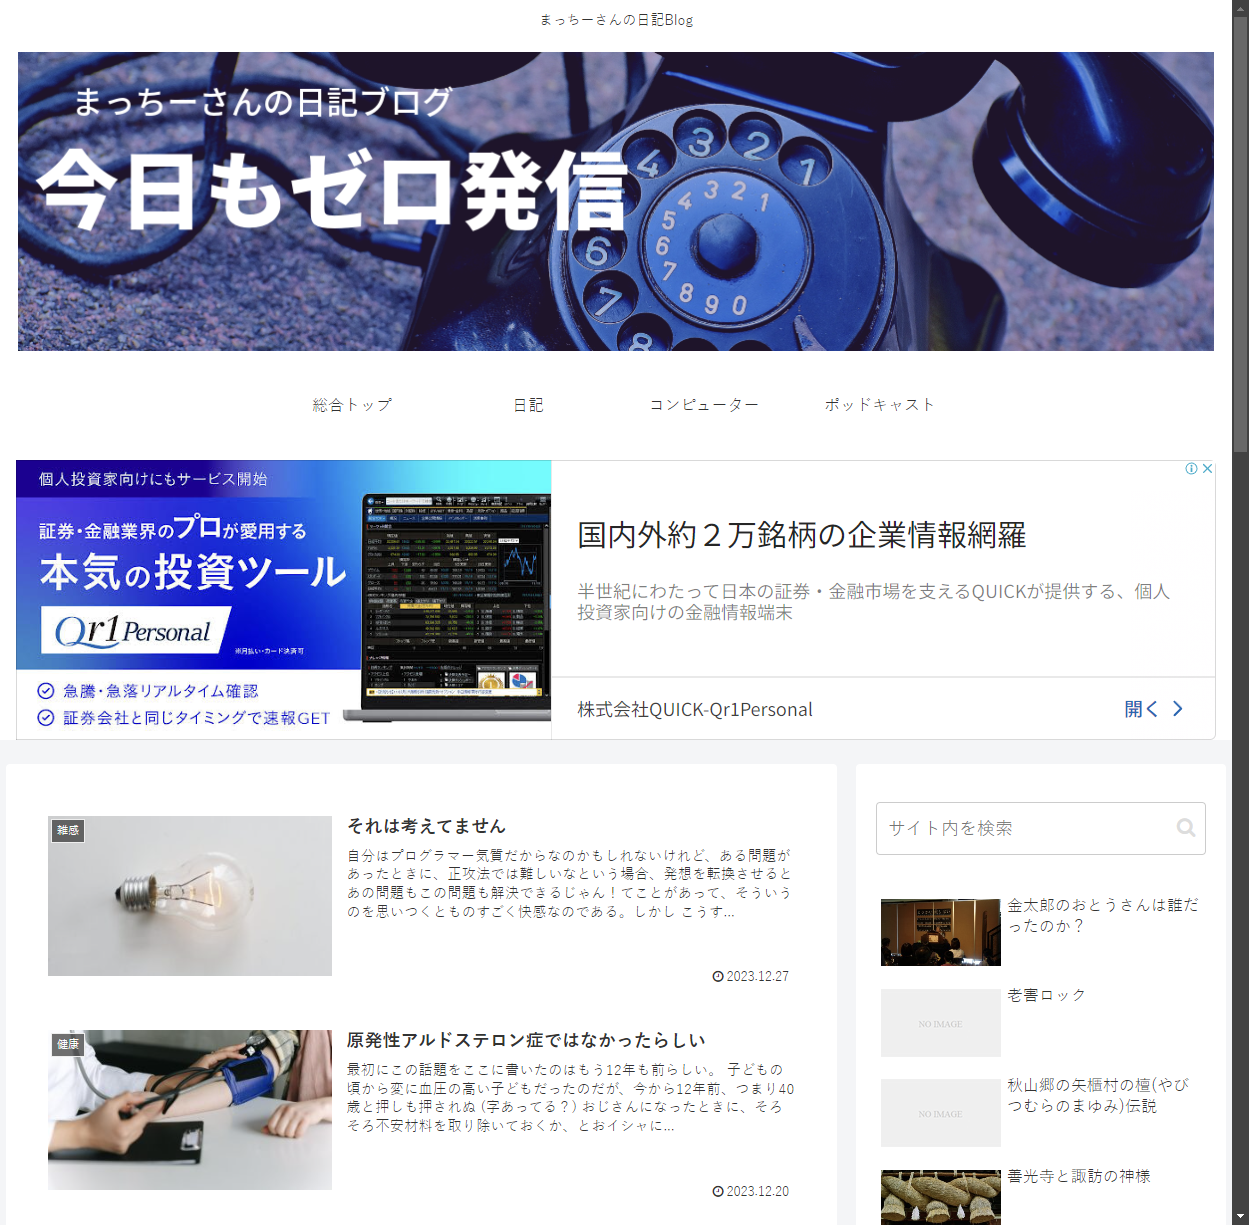 まっちーさんの日記Blog
まっちーさんの日記ブログ
今日もゼロ発信
総合トップ
日記
コンピューター
ポッドキャスト
個人投資家向けにもサービス開始
証券・金融業界のプロが愛用する
本気の投資ツール
Qr1Personal
※月払い・カード決済可
急騰・急落リアルタイム確認
証券会社と同じタイミングで速報GET
国内外約２万銘柄の企業情報網羅
半世紀にわたって日本の証券・金融市場を支えるQUICKが提供する、個人
投資家向けの金融情報端末
株式会社QUICK-Qr1Personal
開く
雑感
それは考えてません
自分はプログラマー気質だからなのかもしれないけれど、ある問題が
あったときに、正攻法では難しいなという場合、発想を転換させると
あの問題もこの問題も解決できるじゃん！てことがあって、そういう
のを思いつくとものすごく快感なのである。しかし こうす...
2023.12.27
健康
原発性アルドステロン症ではなかったらしい
最初にこの話題をここに書いたのはもう12年も前らしい。 子どもの
頃から変に血圧の高い子どもだったのだが、今から12年前、つまり40
歳と押しも押されぬ (字あってる？) おじさんになったときに、そろ
そろ不安材料を取り除いておくか、とおイシャに...
2023.12.20
サイト内を検索
金太郎のおとうさんは誰だ
ったのか？
NO IMAGE
老害ロック
NO IMAGE
秋山郷の矢櫃村の檀(やび
つむらのまゆみ)伝説
善光寺と諏訪の神様